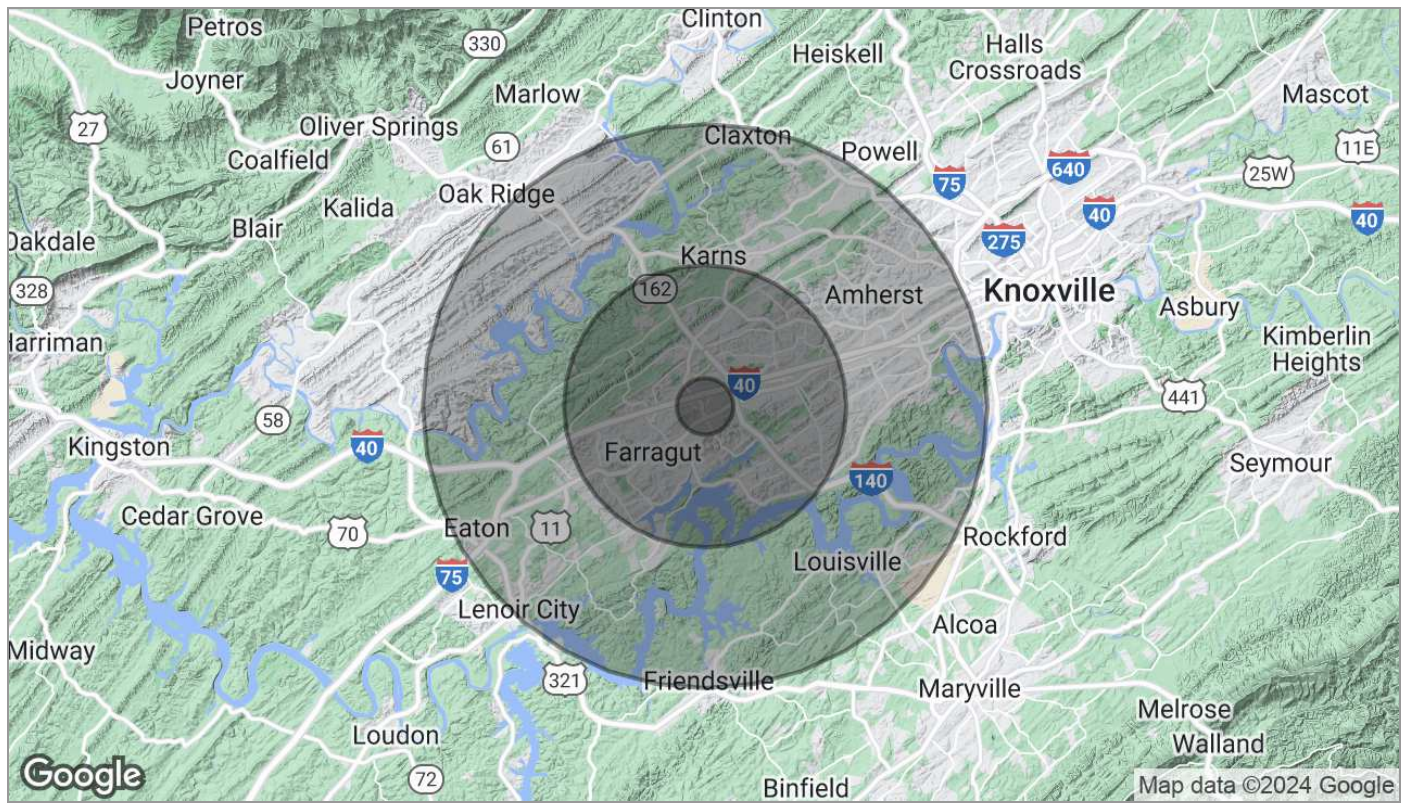 Clinton
Petros
330
Heiskell
Halls
Crossroads
Joyner
Marlow
Mascot
27
Oliver Springs
Claxton
61
Coalfield
Powell
11E
640
25W
75
Oak Ridge
Kalida
40
40
Blair
275
Oakdale
Karns
328
162
Amherst
Knoxville
Asbury
Harriman
Kimberlin
Heights
40
441
58
Kingston
40
Farragut
Seymour
140
Cedar Grove
70
Eaton
11
Rockford
Louisville
75
Lenoir City
Alcoa
Midway
321
Friendsville
Maryville
Melrose
Loudon
Walland
Google
72
Binfield
Map data ©2024 Google